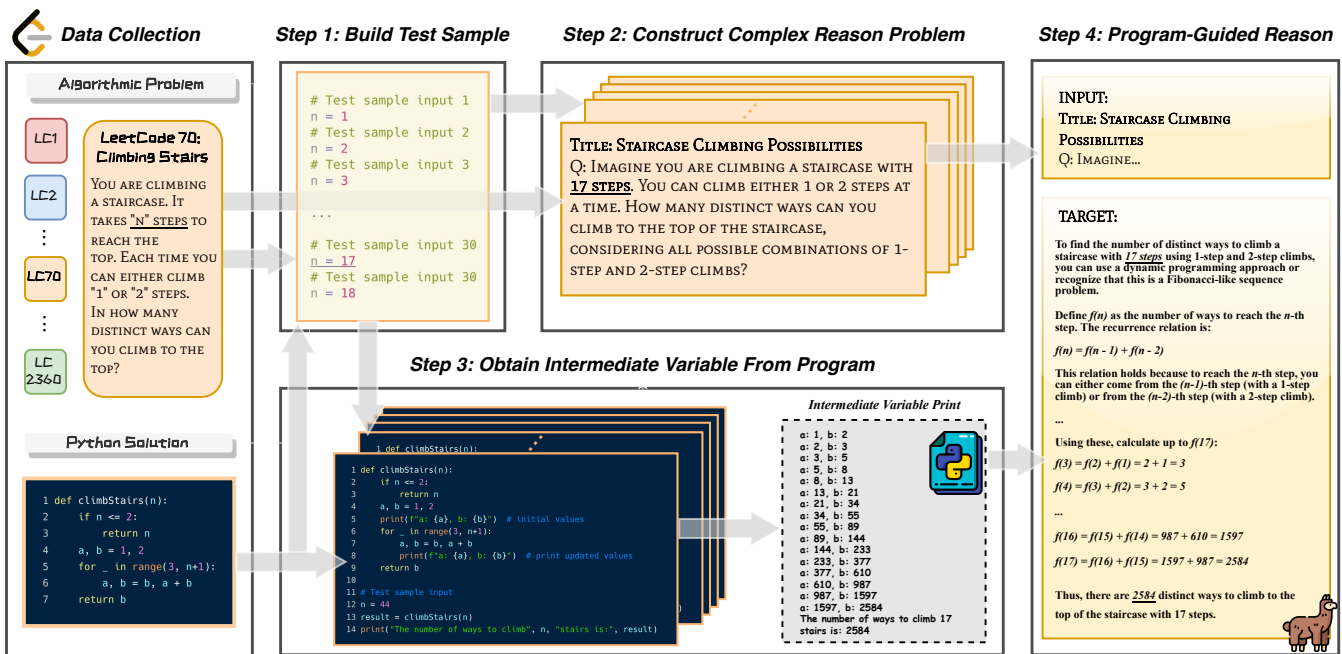 Data Collection
Algorithmic Problem
LC1
LC2
⋮
LC70
⋮
LC
2360
LeetCode 70:
Climbing Stairs
You are climbing
a staircase. It
takes "n" steps to
reach the
top. Each time you
can either climb
"1" or "2" steps.
In how many
distinct ways can
you climb to the
top?
Python Solution
1 def climbStairs(n):
2 if n <= 2:
3 return n
4 a, b = 1, 2
5 for _ in range(3, n+1):
6 a, b = b, a + b
7 return b
Step 1: Build Test Sample
# Test sample input 1
n = 1
# Test sample input 2
n = 2
# Test sample input 3
n = 3
...
# Test sample input 30
n = 17
# Test sample input 30
n = 18
Step 2: Construct Complex Reason Problem
Title: Staircase Climbing Possibilities
Q: Imagine you are climbing a staircase with
17 steps. You can climb either 1 or 2 steps at
a time. How many distinct ways can you
climb to the top of the staircase,
considering all possible combinations of 1-
step and 2-step climbs?
Step 3: Obtain Intermediate Variable From Program
1 def climbStairs(n):
1 def climbStairs(n):
2 if n <= 2:
3 return n
4 a, b = 1, 2
5 print(f"a: {a}, b: {b}") # initial values
6 for _ in range(3, n+1):
7 a, b = b, a + b
8 print(f"a: {a}, b: {b}") # print updated values
9 return b
10
11 # Test sample input
12 n = 44
13 result = climbStairs(n)
14 print("The number of ways to climb", n, "stairs is:", result)
Intermediate Variable Print
a: 1, b: 2
a: 2, b: 3
a: 3, b: 5
a: 5, b: 8
a: 8, b: 13
a: 13, b: 21
a: 21, b: 34
a: 34, b: 55
a: 55, b: 89
a: 89, b: 144
a: 144, b: 233
a: 233, b: 377
a: 377, b: 610
a: 610, b: 987
a: 987, b: 1597
a: 1597, b: 2584
The number of ways to climb 17
stairs is: 2584
Step 4: Program-Guided Reason
INPUT:
Title: Staircase Climbing
Possibilities
Q: Imagine...
TARGET:
To find the number of distinct ways to climb a
staircase with 17 steps using 1-step and 2-step climbs,
you can use a dynamic programming approach or
recognize that this is a Fibonacci-like sequence
problem.
Define f(n) as the number of ways to reach the n-th
step. The recurrence relation is:
f(n) = f(n - 1) + f(n - 2)
This relation holds because to reach the n-th step, you
can either come from the (n-1)-th step (with a 1-step
climb) or from the (n-2)-th step (with a 2-step climb).
...
Using these, calculate up to f(17):
f(3) = f(2) + f(1) = 2 + 1 = 3
f(4) = f(3) + f(2) = 3 + 2 = 5
...
f(16) = f(15) + f(14) = 987 + 610 = 1597
f(17) = f(16) + f(15) = 1597 + 987 = 2584
Thus, there are 2584 distinct ways to climb to the
top of the staircase with 17 steps.